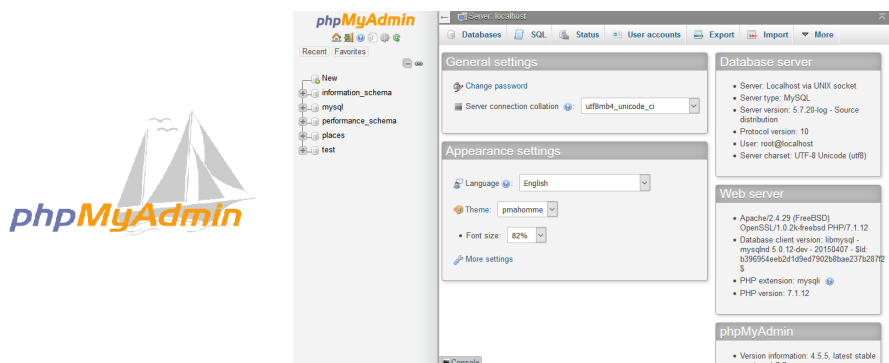 phpMyAdmin
phpMyAdmin
Recent Favorites
New
information_schema
mysql
performance_schema
places
test
Server: localhost
Databases SQL Status User accounts Export Import More
General settings
Change password
Server connection collation : utf8mb4_unicode_ci
Appearance settings
Language : English
Theme: pmahomme
• Font size: 82%
More settings
Console
Database server
• Server: Localhost via UNIX socket
• Server type: MySQL
• Server version: 5.7.20-log - Source
distribution
• Protocol version: 10
• User: root@localhost
• Server charset: UTF-8 Unicode (utf8)
Web server
• Apache/2.4.29 (FreeBSD)
OpenSSL/1.0.2k-freebsd PHP/7.1.12
• Database client version: libmysql -
mysqlnd 5.0.12-dev - 20150407 - $Id:
b396954eeb2d1d9ed7902b8bae237b287f2
$
• PHP extension: mysqli
• PHP version: 7.1.12
phpMyAdmin
• Version information: 4.5.5, latest stable